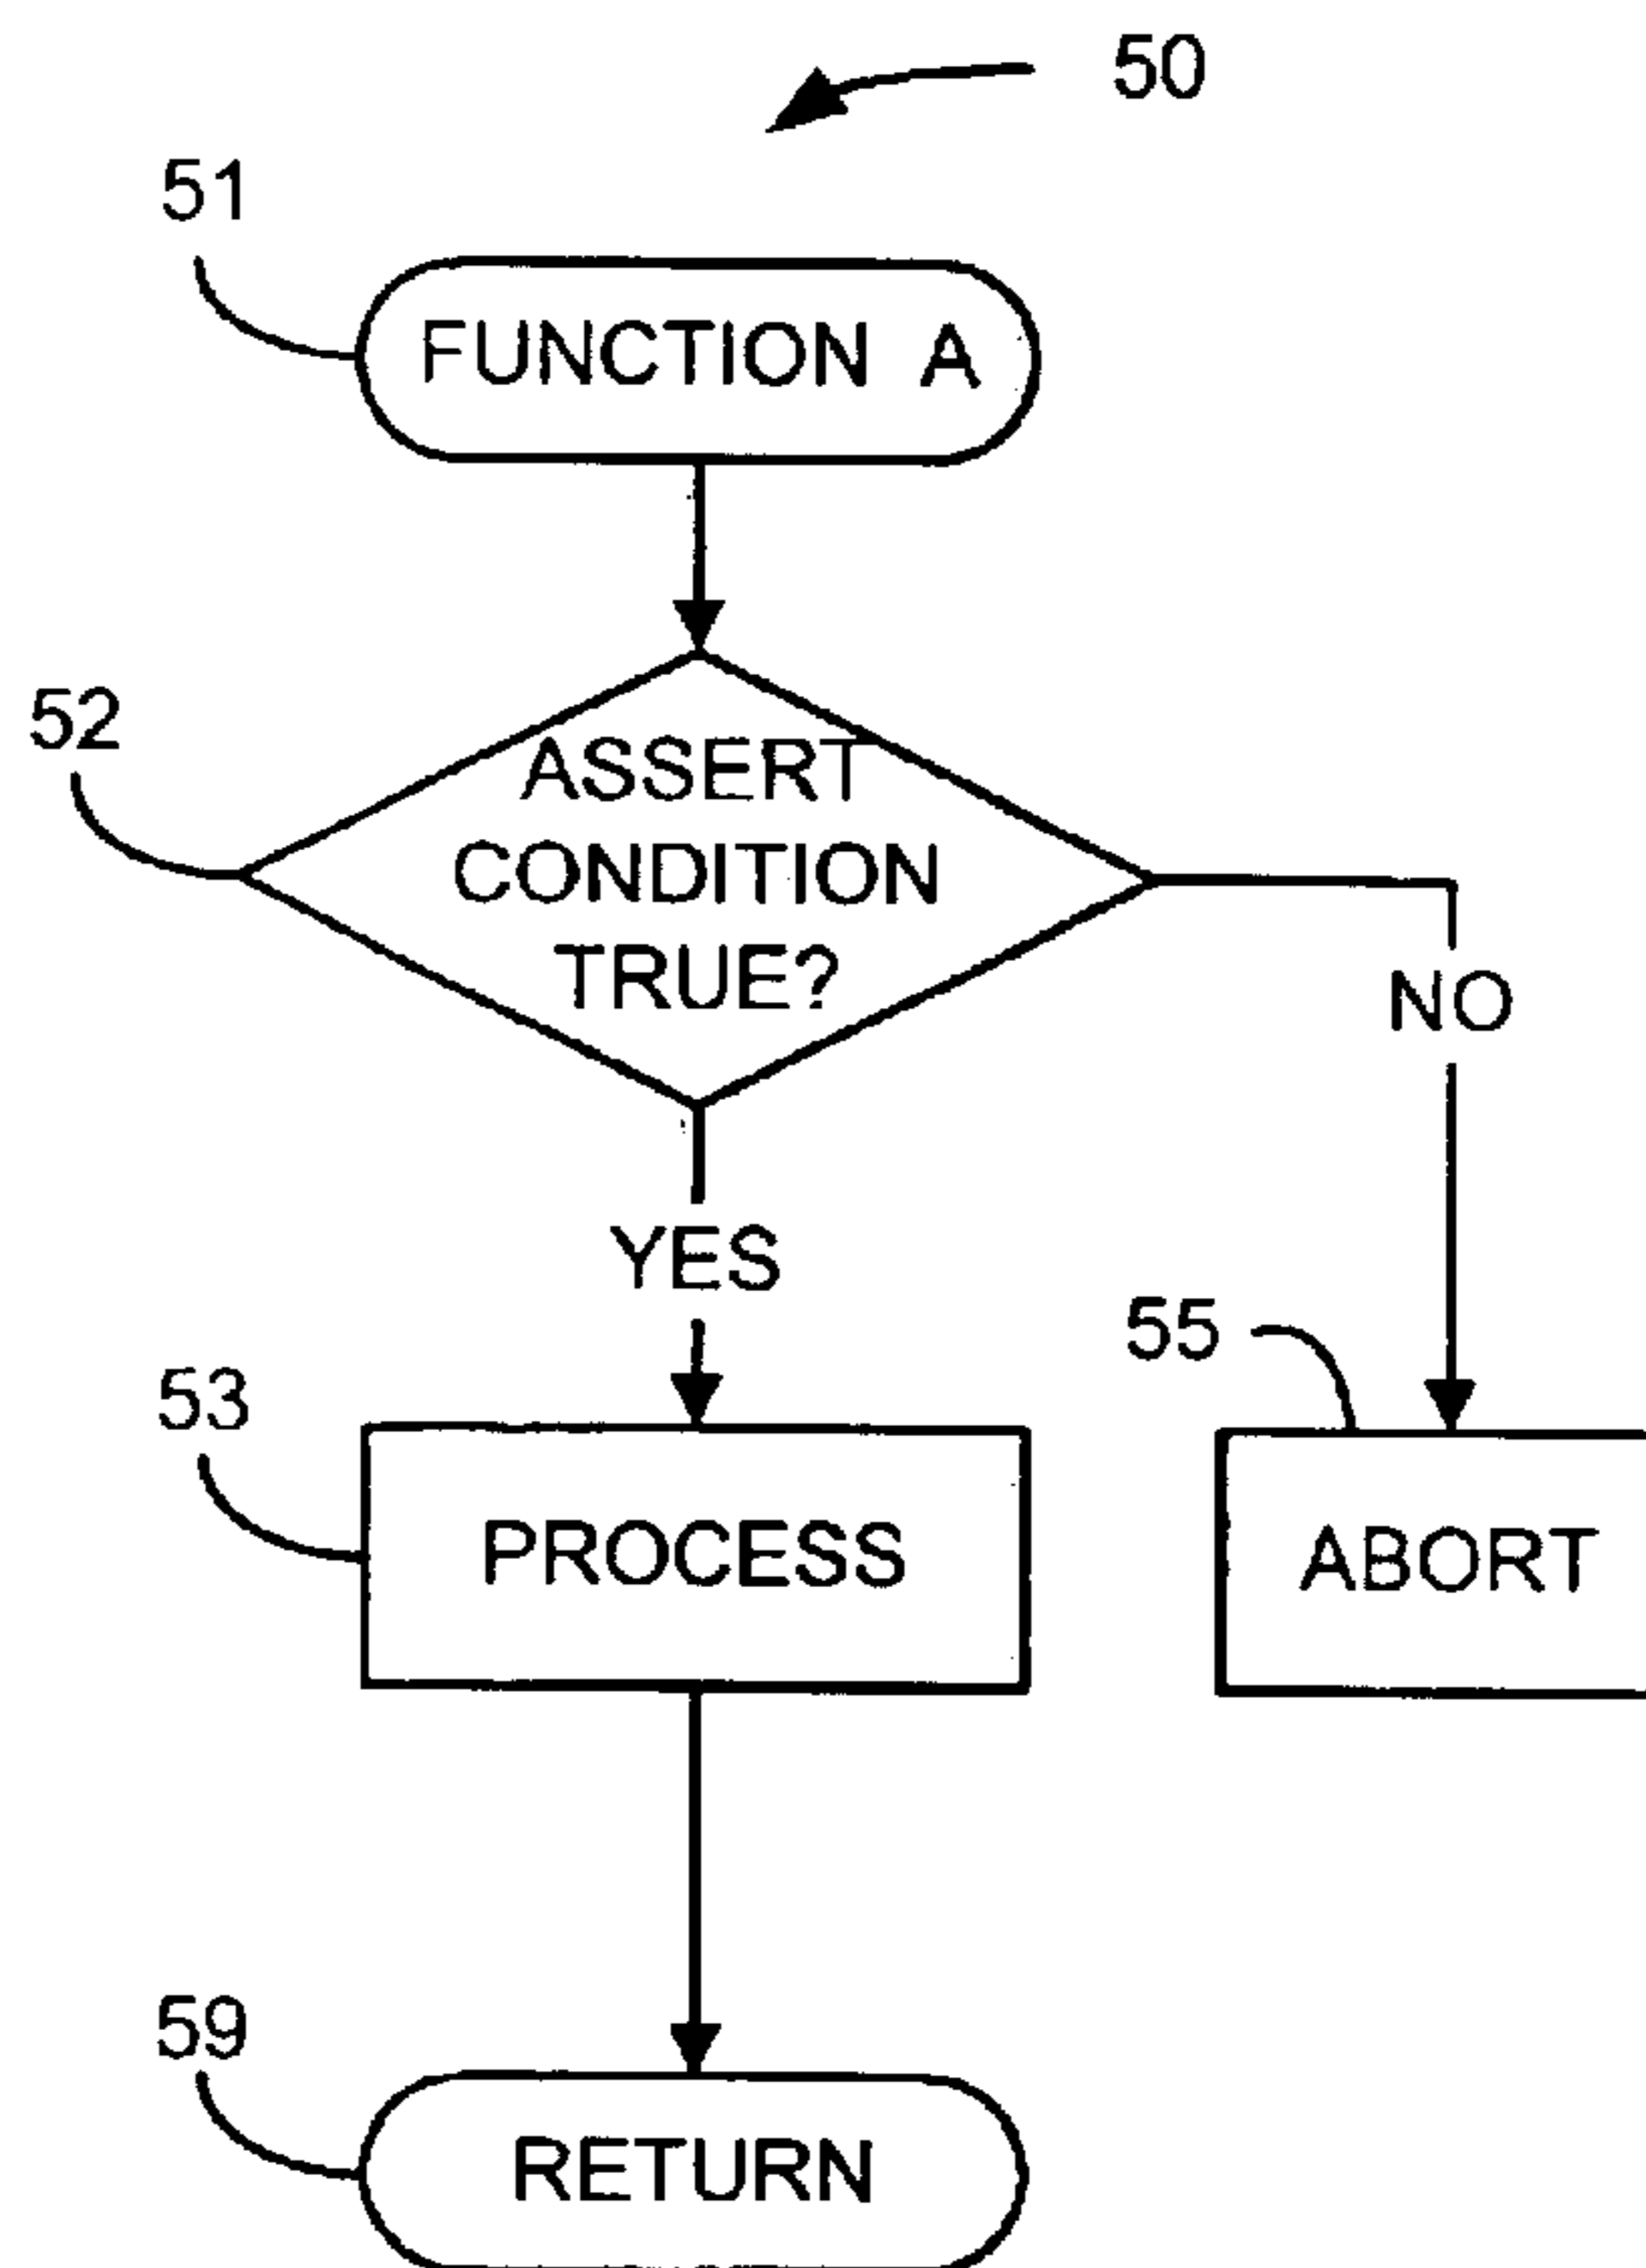 50
51
FUNCTION A
52
ASSERT
CONDITION
TRUE?
NO
YES
55
53
PROCESS
ABORT
59
RETURN